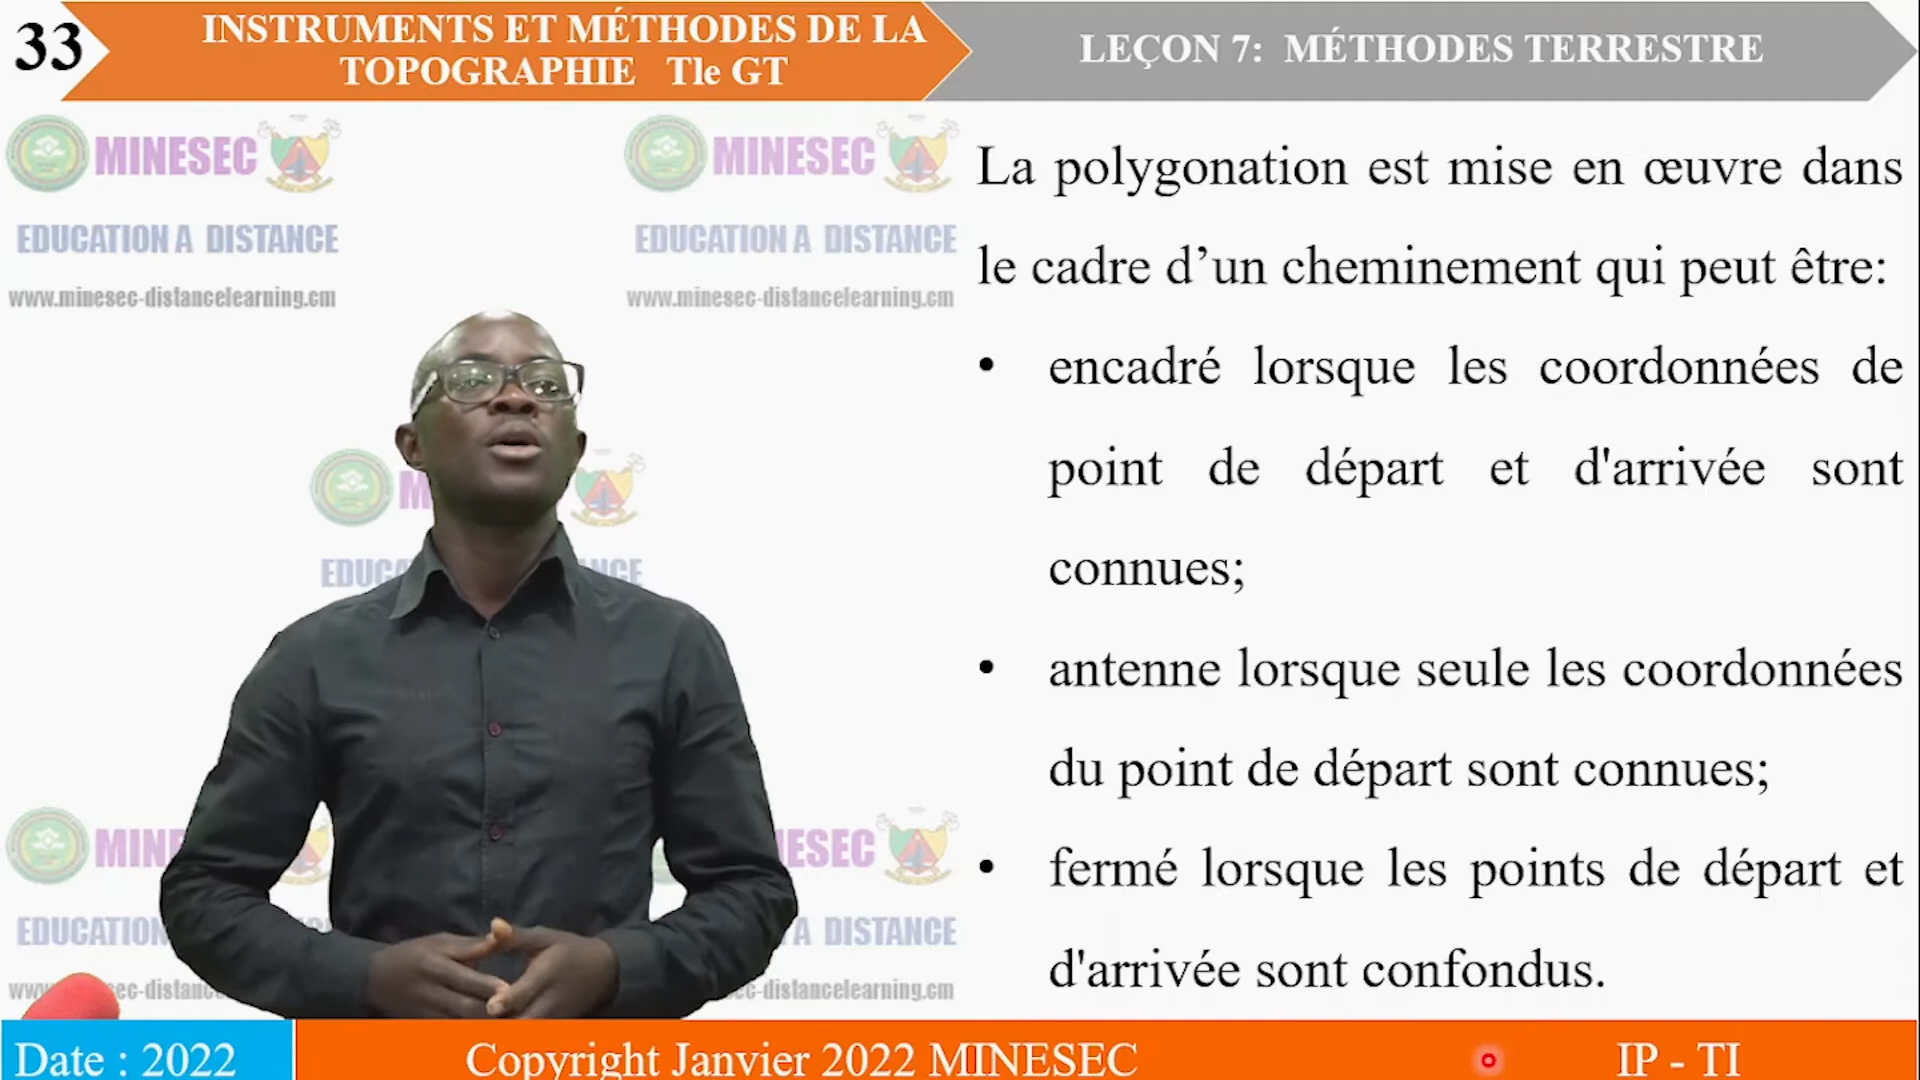 33
INSTRUMENTS ET MÉTHODES DE LA
TOPOGRAPHIE Tle GT
LEÇON 7: MÉTHODES TERRESTRE
MINESEC
EDUCATION A DISTANCE
www.minesec-distancelearning.cm
MINESEC
EDUCATION A DISTANCE
www.minesec-distancelearning.cm
La polygonation est mise en œuvre dans
le cadre d’un cheminement qui peut être:
• encadré lorsque les coordonnées de
point de départ et d'arrivée sont
connues;
• antenne lorsque seule les coordonnées
du point de départ sont connues;
• fermé lorsque les points de départ et
d'arrivée sont confondus.
Date : 2022
Copyright Janvier 2022 MINESEC
IP - TI